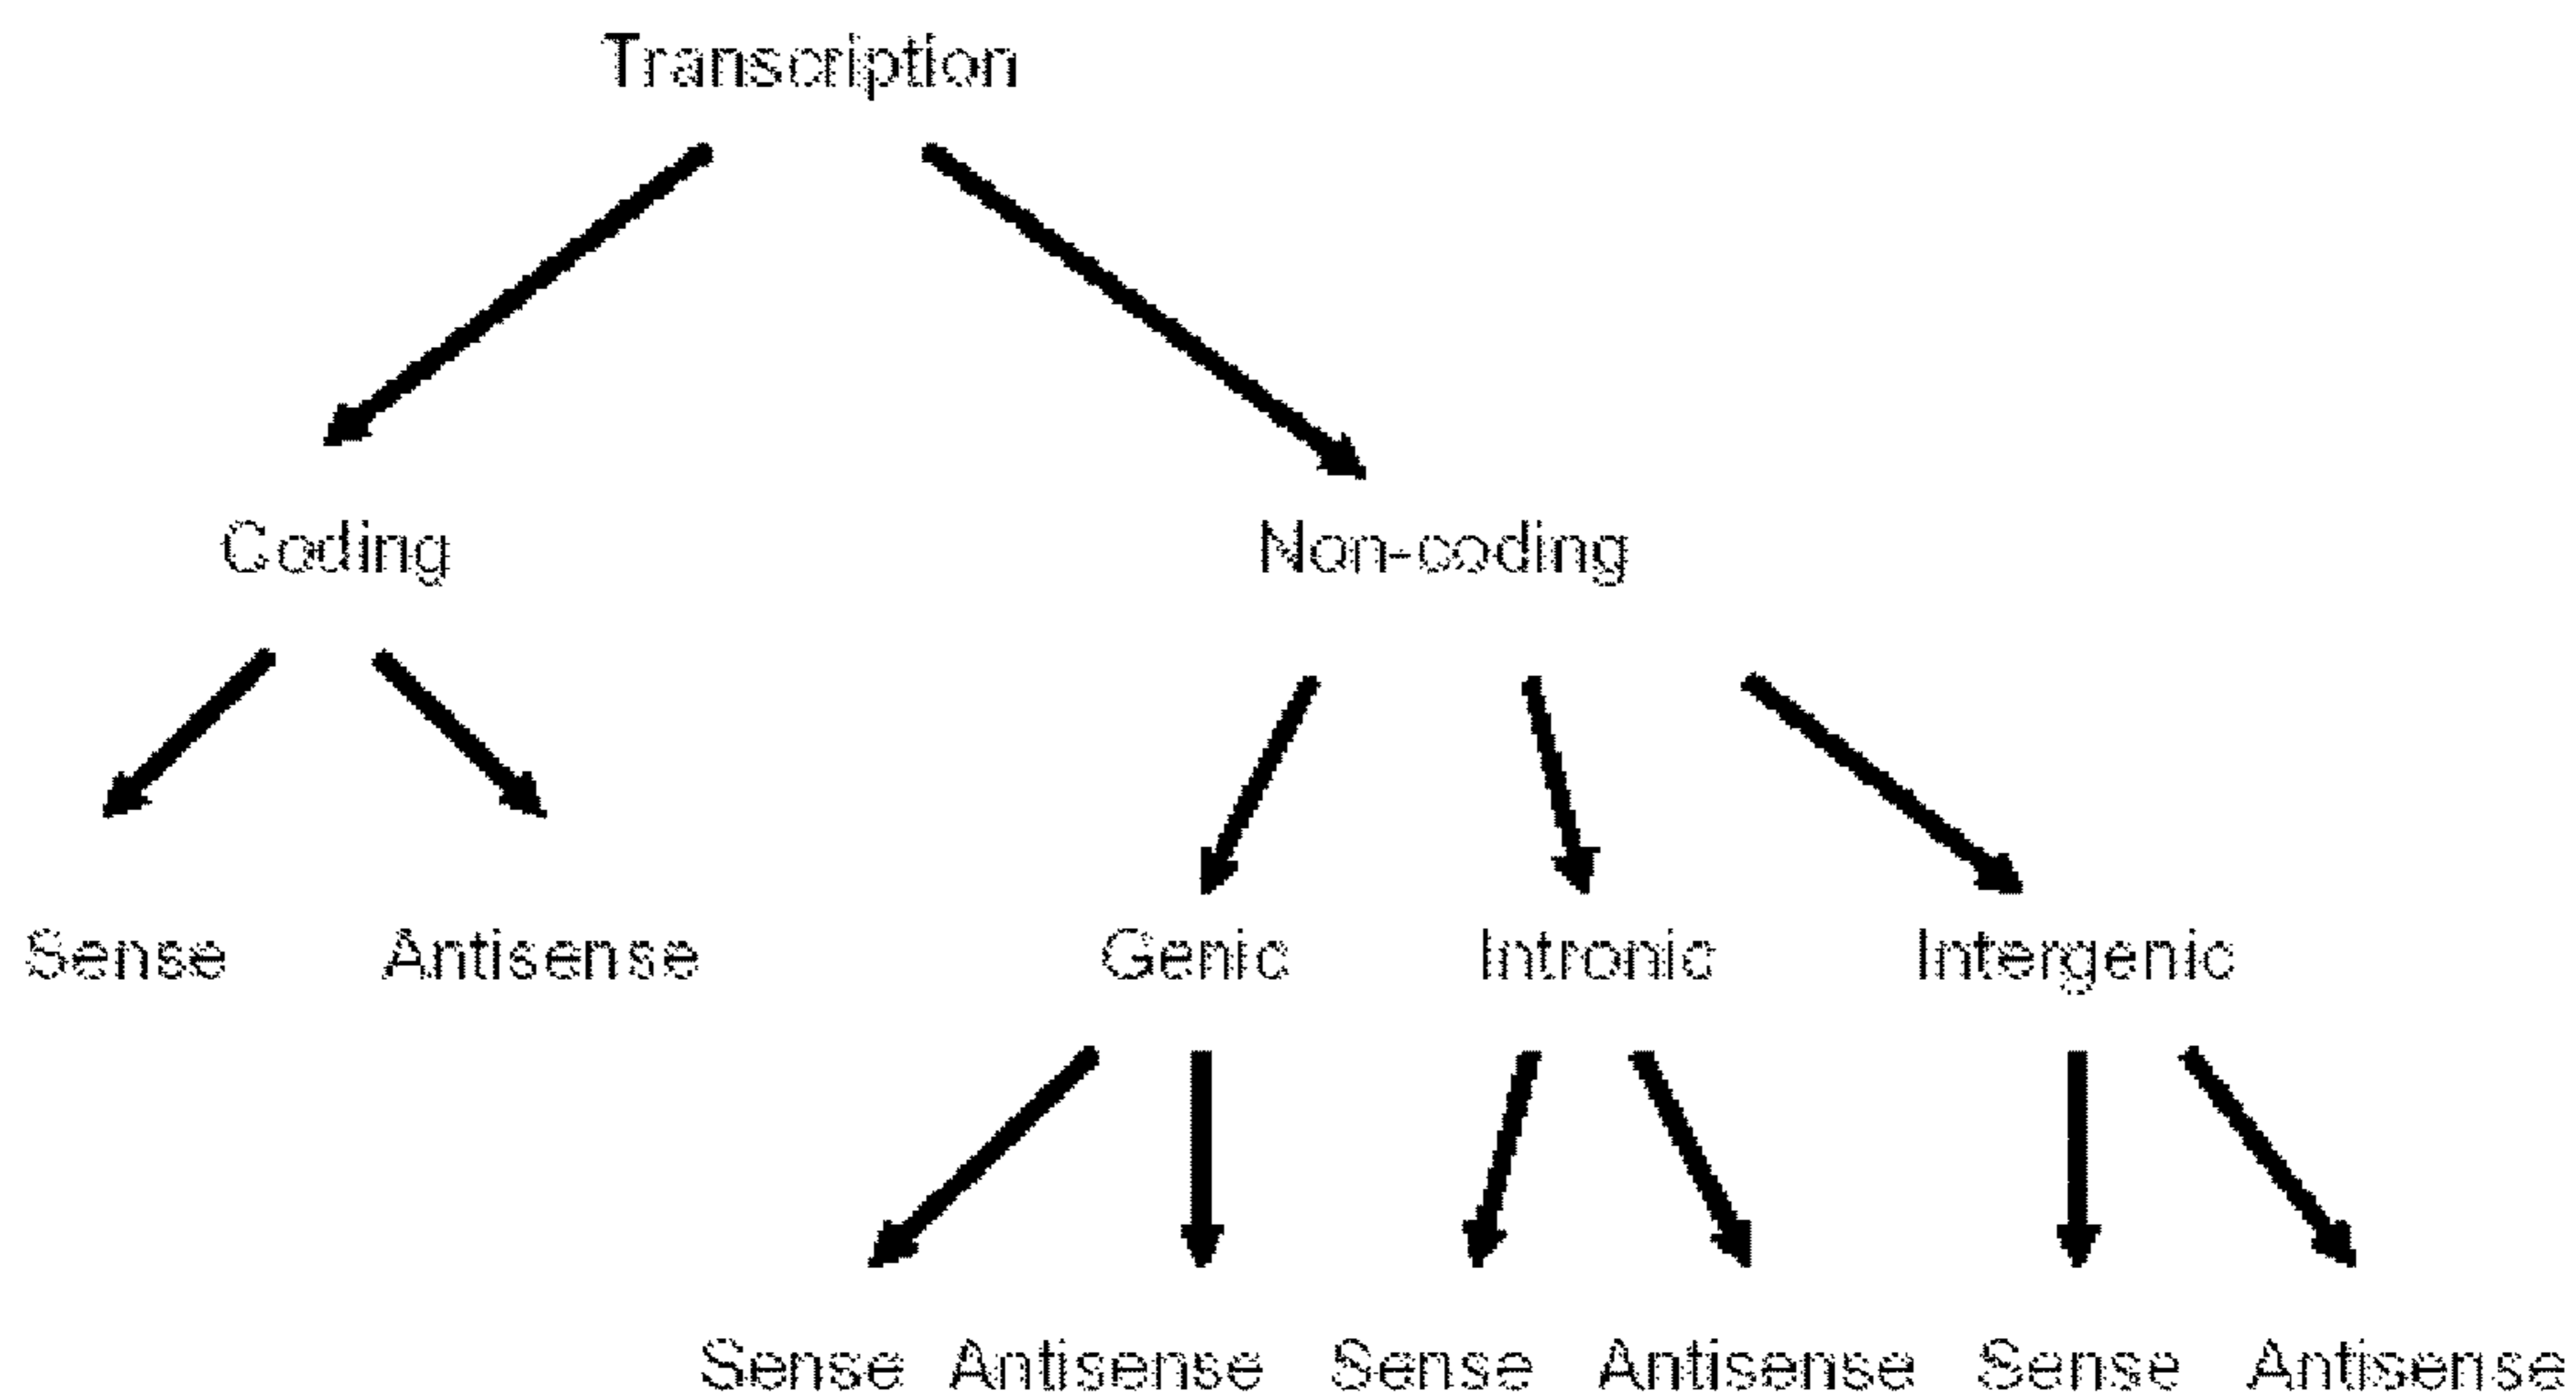 Transcription
Coding Non-coding
Sense Antisense Genic Intronic Intergenic
Sense Antisense Sense Antisense Sense Antisense